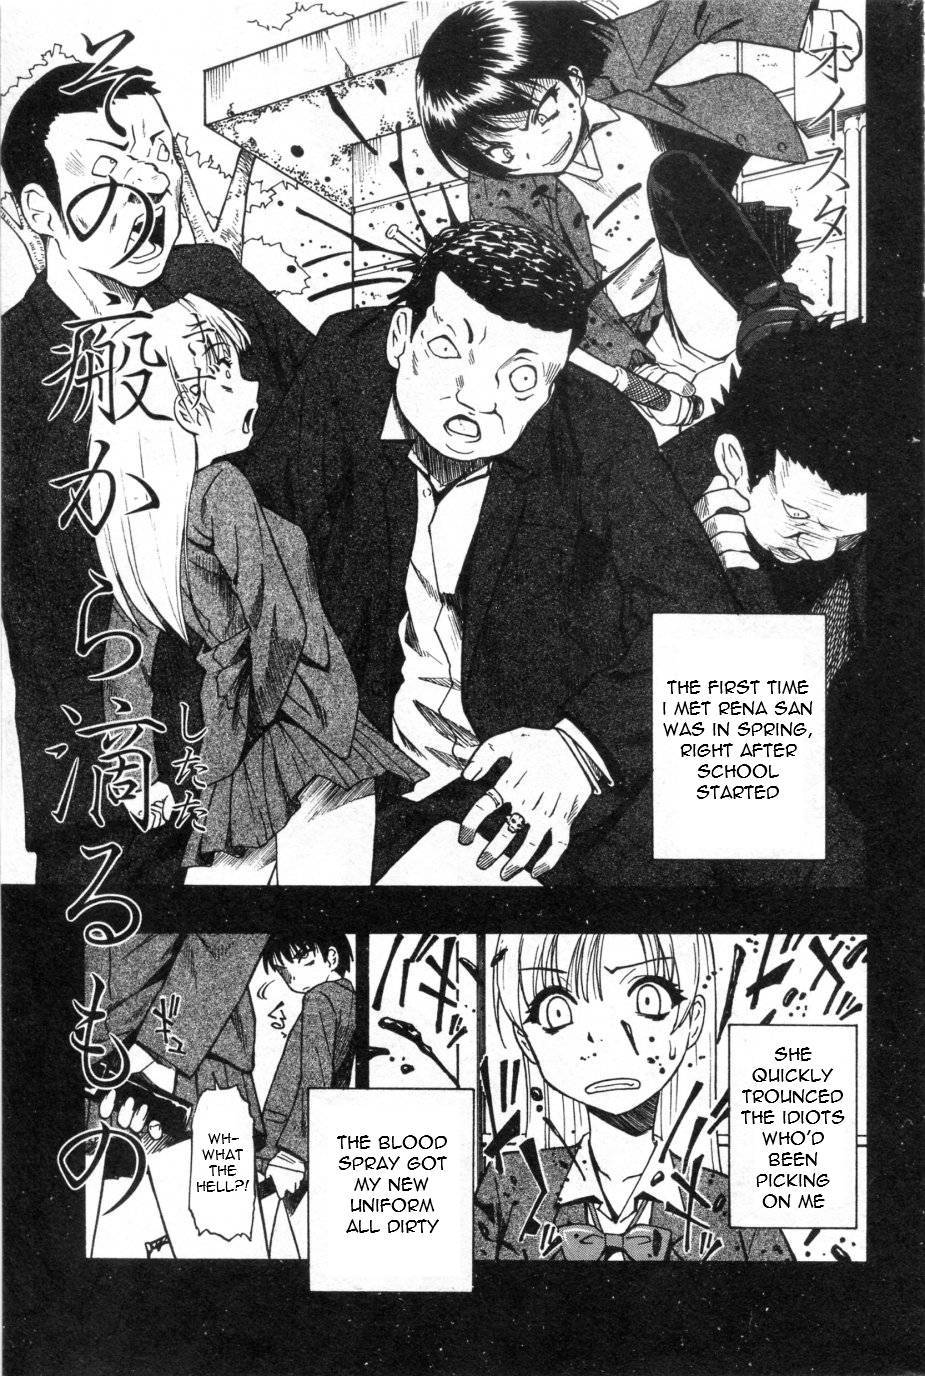 オイスター
その瘢から滴るもの
きず
したた
THE FIRST TIME
I MET RENA SAN
WAS IN SPRING,
RIGHT AFTER
SCHOOL
STARTED
SHE
QUICKLY
TROUNCED
THE IDIOTS
WHO'D
BEEN
PICKING
ON ME
THE BLOOD
SPRAY GOT
MY NEW
UNIFORM
ALL DIRTY
WH-
WHAT
THE
HELL?!
ギュ